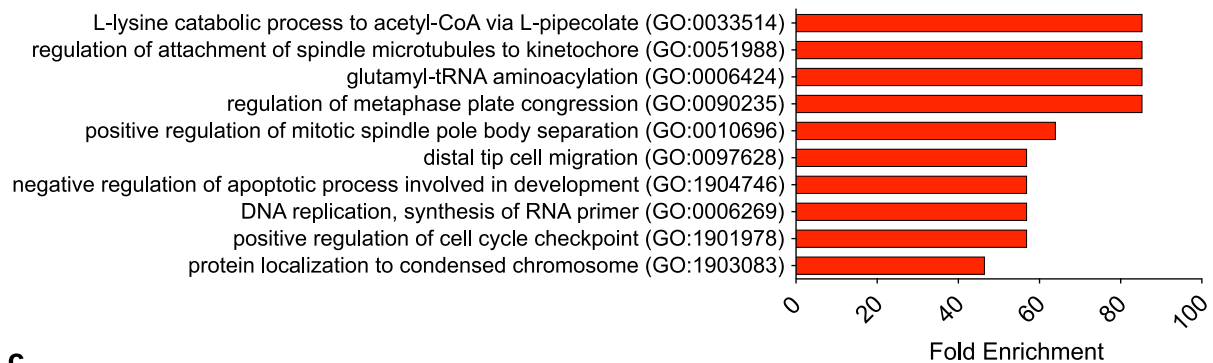 L-lysine catabolic process to acetyl-CoA via L-pipecolate (GO:0033514)
regulation of attachment of spindle microtubules to kinetochore (GO:0051988)
glutamyl-tRNA aminoacylation (GO:0006424)
regulation of metaphase plate congression (GO:0090235)
positive regulation of mitotic spindle pole body separation (GO:0010696)
distal tip cell migration (GO:0097628)
negative regulation of apoptotic process involved in development (GO:1904746)
DNA replication, synthesis of RNA primer (GO:0006269)
positive regulation of cell cycle checkpoint (GO:1901978)
protein localization to condensed chromosome (GO:1903083)
0 20 40 60 80 100
Fold Enrichment